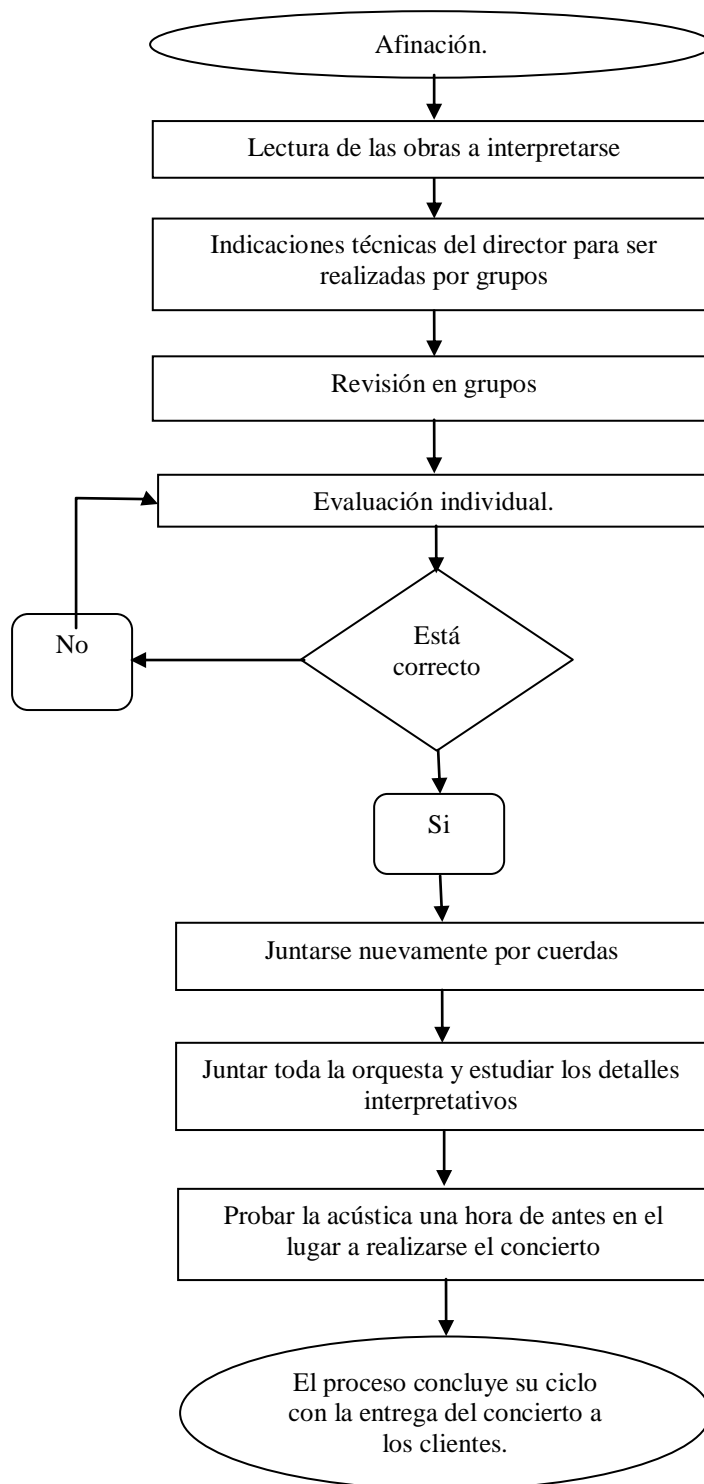 Afinación.
Lectura de las obras a interpretarse
Indicaciones técnicas del director para ser
realizadas por grupos
Revisión en grupos
Evaluación individual.
Está
correcto
No
Si
Juntarse nuevamente por cuerdas
Juntar toda la orquesta y estudiar los detalles
interpretativos
Probar la acústica una hora de antes en el
lugar a realizarse el concierto
El proceso concluye su ciclo
con la entrega del concierto a
los clientes.